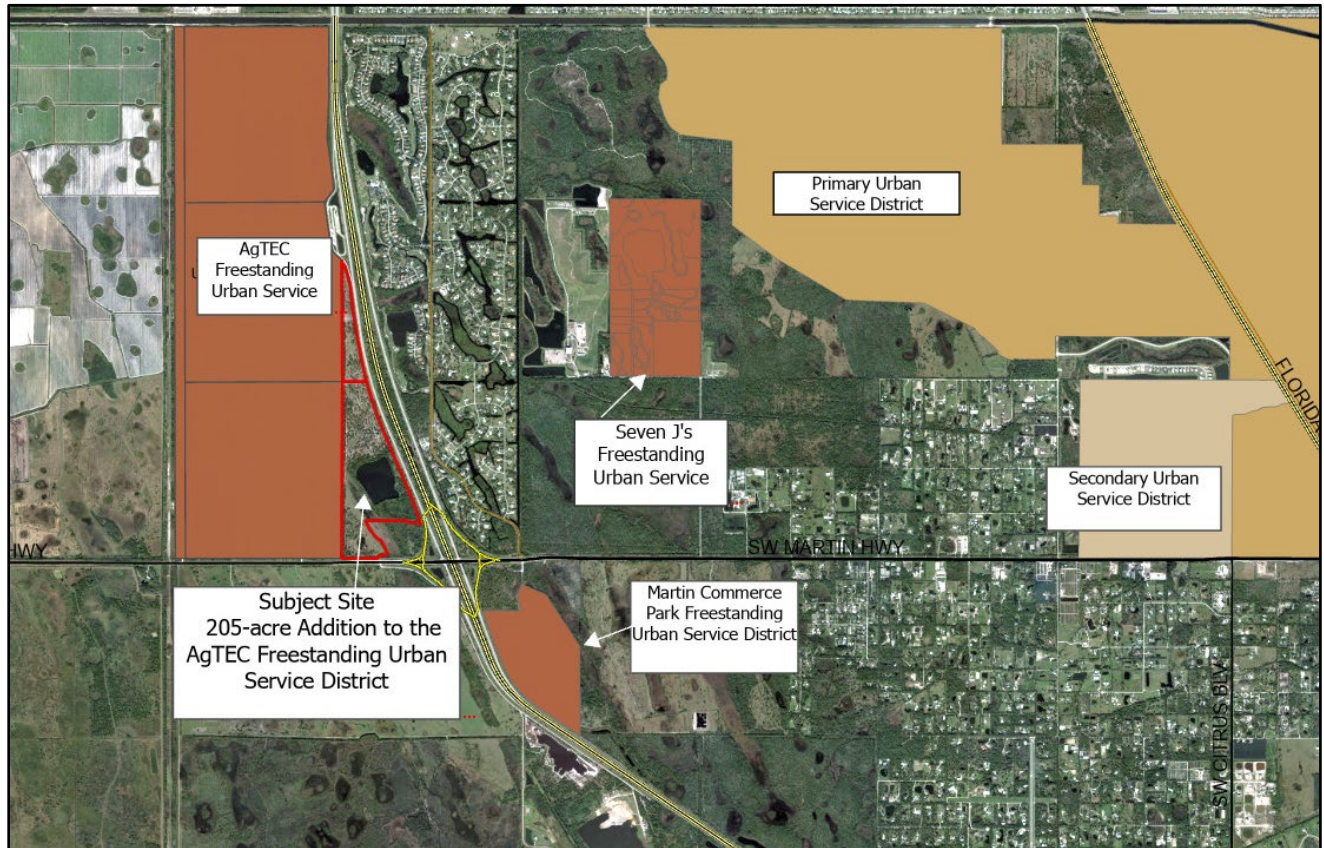 Primary Urban
Service District
AgTEC
Freestanding
Urban Service
FLORIDA
Seven J's
Freestanding
Urban Service
...
Secondary Urban
Service District
HWY
SW MARTIN HWY
Subject Site
205-acre Addition to the
AgTEC Freestanding Urban
Service District
...
Martin Commerce
Park Freestanding
Urban Service District
SW CITRUS BLV